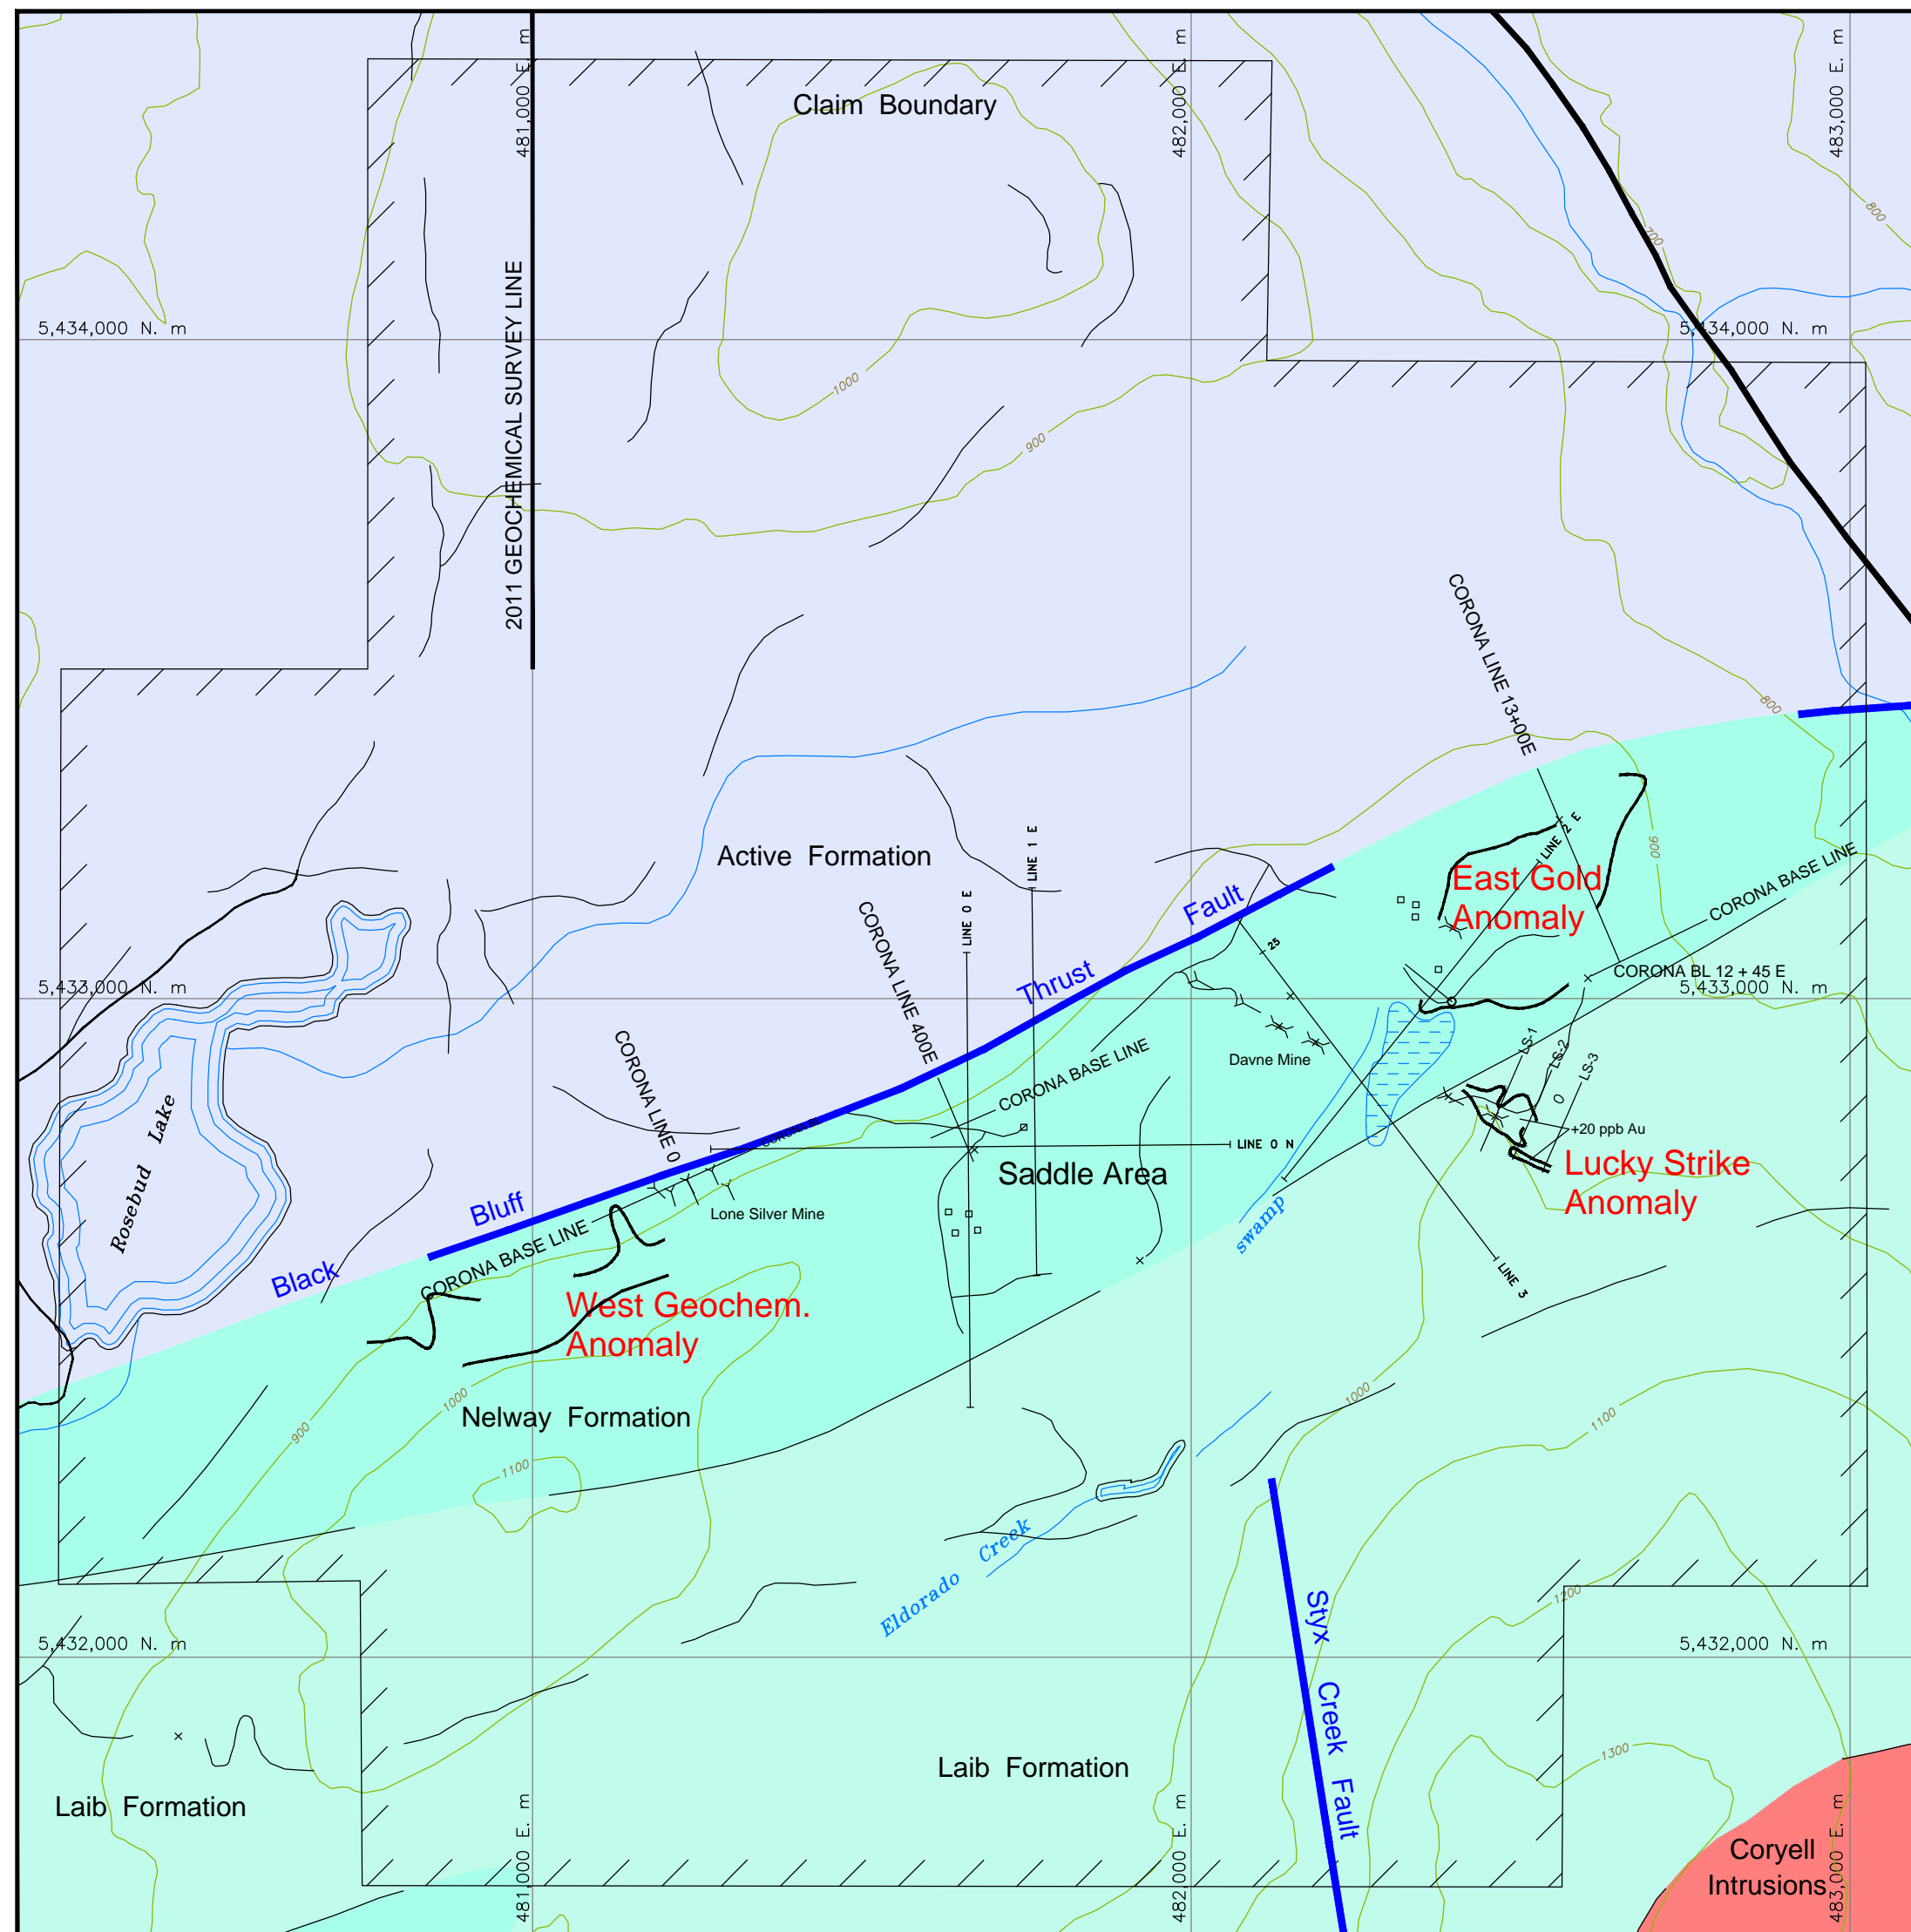 481,000 E. m
482,000 E. m
483,000 E. m
Claim Boundary
800
700
5,434,000 N. m
5,434,000 N. m
2011 GEOCHEMICAL SURVEY LINE
1000
900
CORONA LINE 13+00E
800
Active Formation
LINE 1 E
LINE 2 E
900
East Gold
Anomaly
CORONA BASE LINE
Fault
LINE 0 E
CORONA LINE 400E
25
Thrust
CORONA BL 12 + 45 E
5,433,000 N. m
5,433,000 N. m
CORONA LINE 0
CORONA BASE LINE
Davne Mine
LS-1
LS-2
LS-3
0
Rosebud Lake
CORONA BL
LINE 0 N
+20 ppb Au
Saddle Area
Lucky Strike
Anomaly
Lone Silver Mine
Bluff
swamp
CORONA BASE LINE
Black
LINE 3
West Geochem.
Anomaly
1000
900
1000
1100
Nelway Formation
1100
Eldorado Creek
1200
Styx Creek Fault
5,432,000 N. m
5,432,000 N. m
1300
Laib Formation
Laib Formation
Coryell
Intrusions
481,000 E. m
482,000 E. m
483,000 E. m